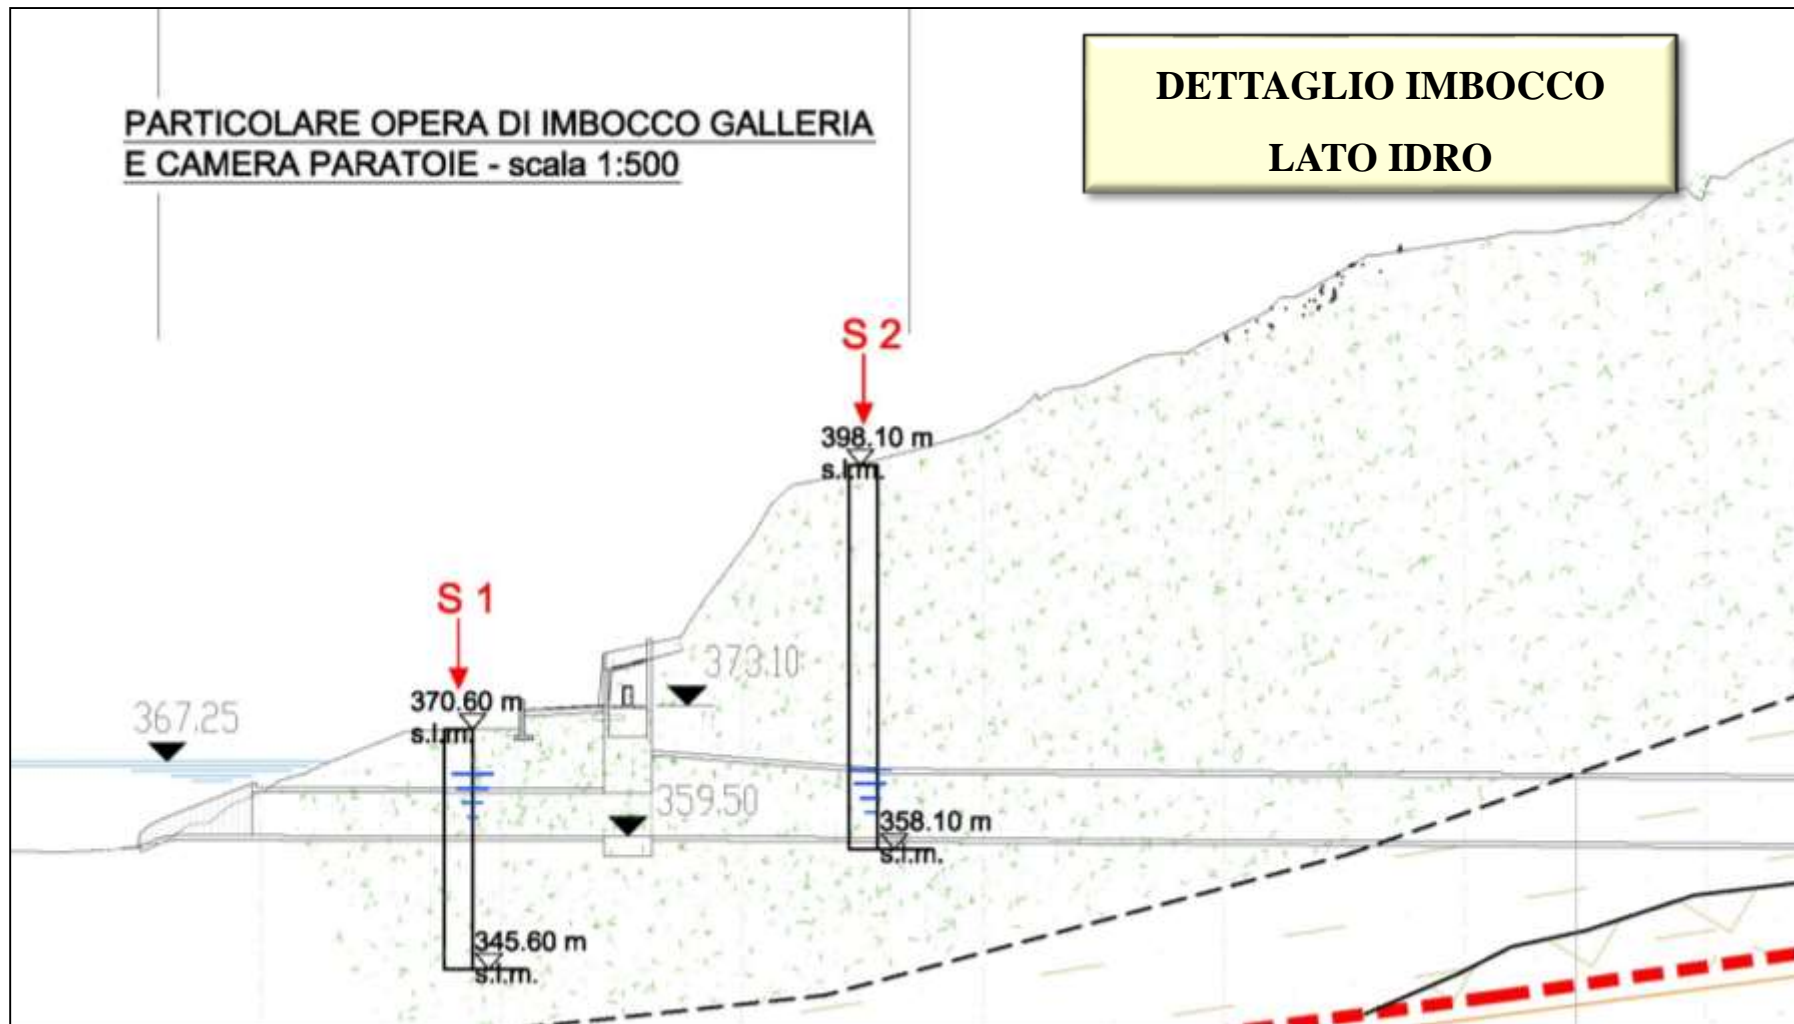 DETTAGLIO IMBOCCO
LATO IDRO
PARTICOLARE OPERA DI IMBOCCO GALLERIA
E CAMERA PARATOIE - scala 1:500
S 2
398.10 m
s.l.m.
S 1
373.10
370.60 m
s.l.m.
367.25
359.50
358.10 m
s.l.m.
345.60 m
s.l.m.